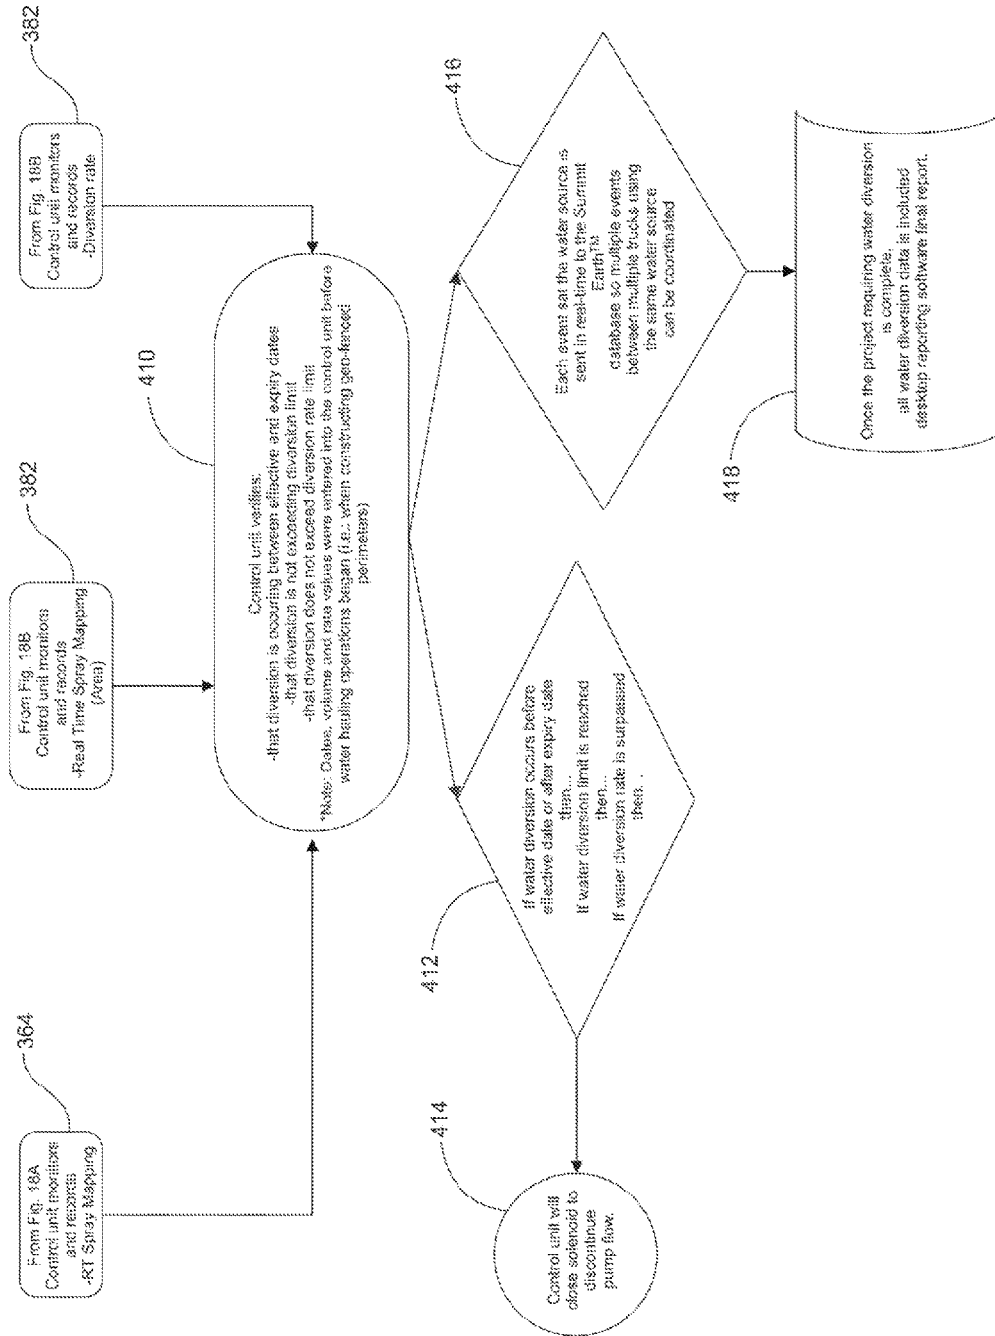 From Fig. 18A
Control unit monitors
and records
-RT Spray Mapping
364
From Fig. 18B
Control unit monitors
and records
-Real Time Spray Mapping
(Area)
382
From Fig. 18B
Control unit monitors
and records
-Diversion rate
382
Control unit verifies:
-that diversion is occuring between effective and expiry dates
-that diversion is not exceeding diversion limit
-that diversion does not exceed diversion rate limit
*Note: Dates, volume and rate values were entered into the control unit before
water hauling operations began (i.e.: when constructing geo-fenced
perimeters)
410
Control unit will
close solenoid to
discontinue
pump flow.
414
If water diversion occurs before
effective date or after expiry date
then...
If water diversion limit is reached
then...
If water diversion rate is surpassed
then...
412
Each event sat the water source is
sent in real-time to the Summit
Earth™
database so multiple events
between multiple trucks using
the same water source
can be coordinated
416
Once the project requiring water diversion
is complete,
all water diversion data is included
desktop reporting software final report.
418